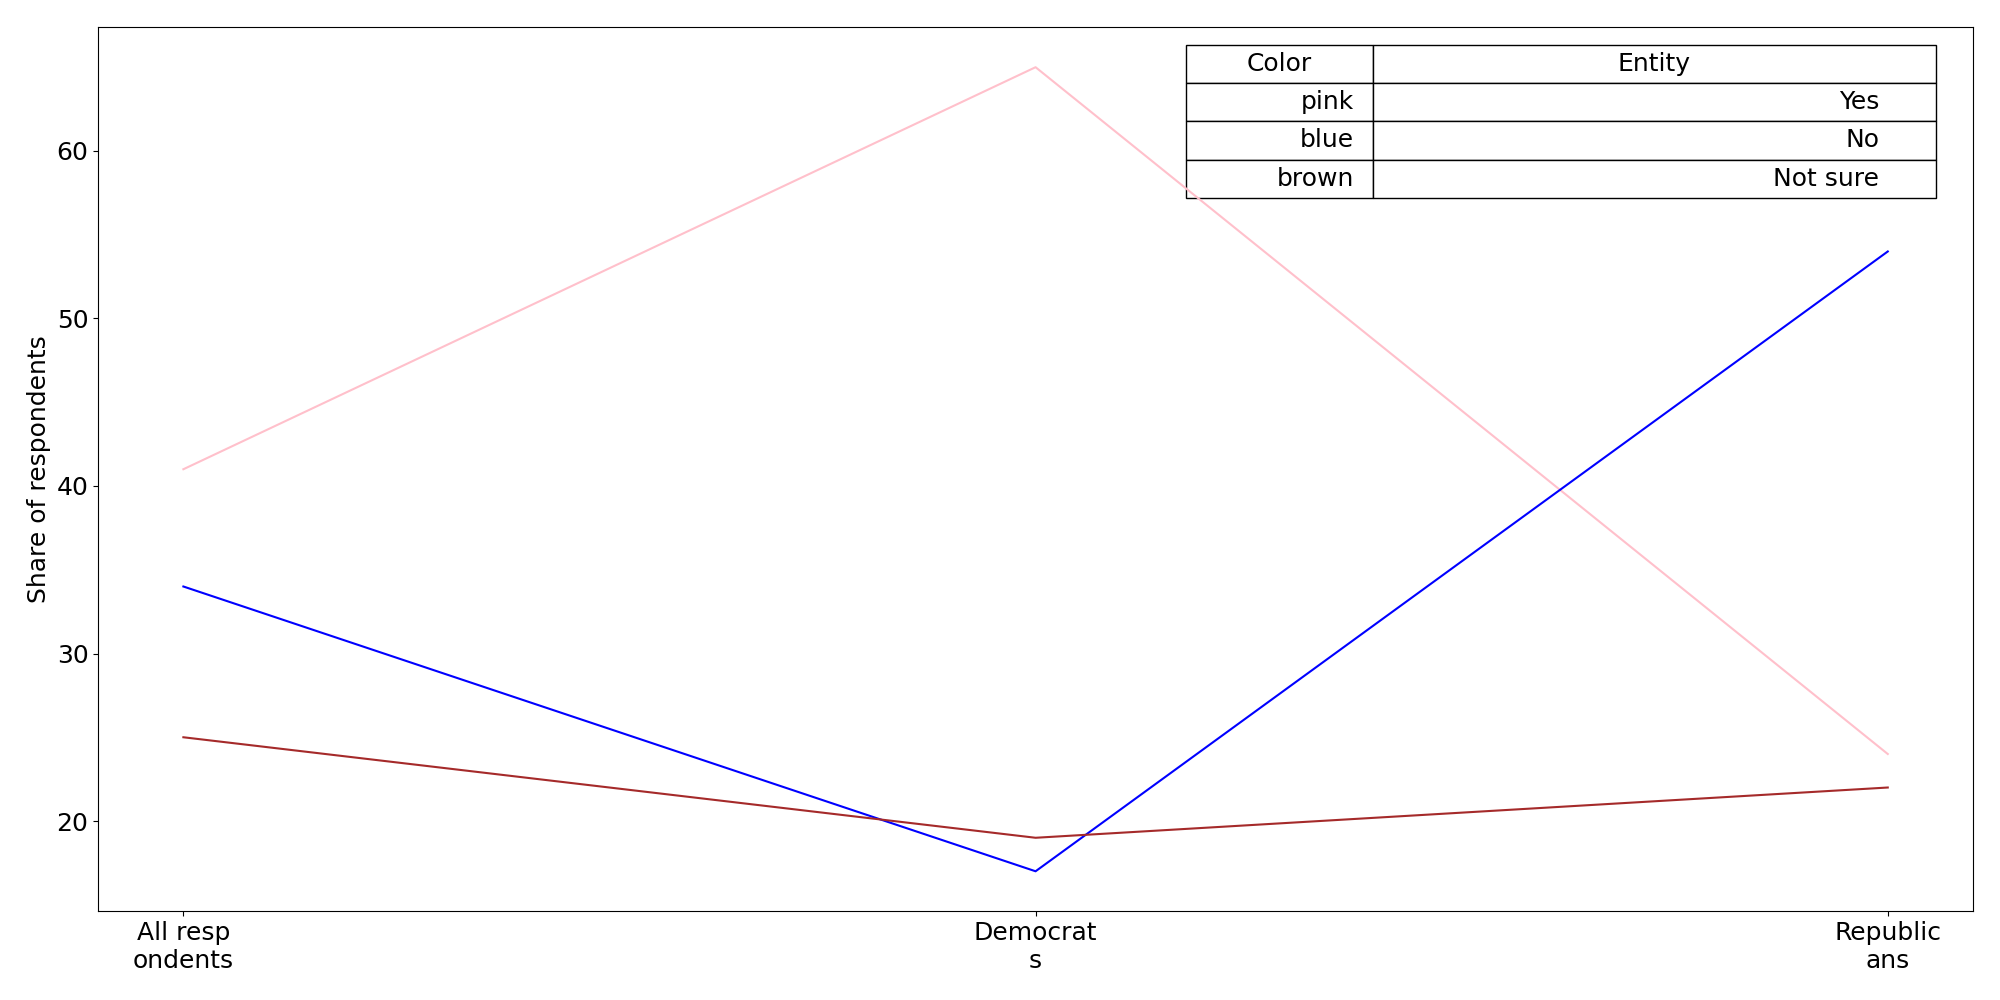 Color Entity
pink Yes
blue No
brown Not sure
60
50
40
30
20
Share of respondents
All resp
ondents
Democrat
s
Republic
ans